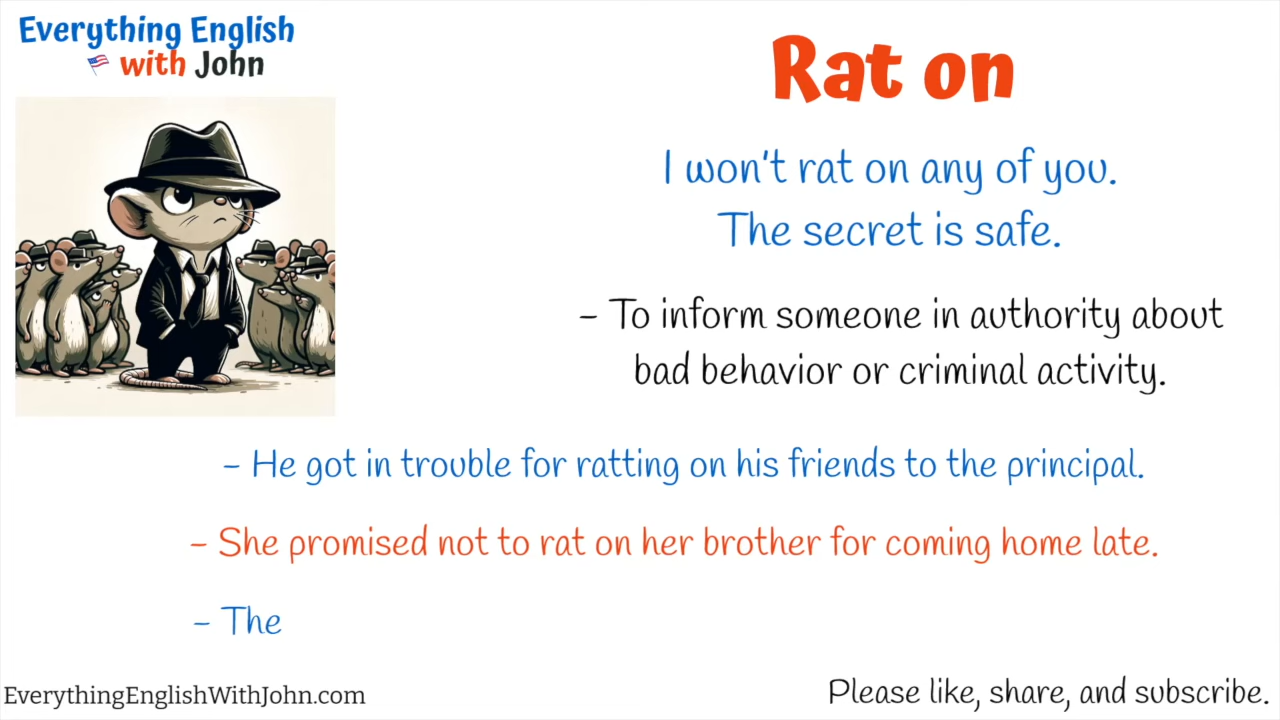 Everything English
with John
Rat on
I won't rat on any of you.
The secret is safe.
- To inform someone in authority about
bad behavior or criminal activity.
- He got in trouble for ratting on his friends to the principal.
- She promised not to rat on her brother for coming home late.
- The
EverythingEnglishWithJohn.com
Please like, share, and subscribe.